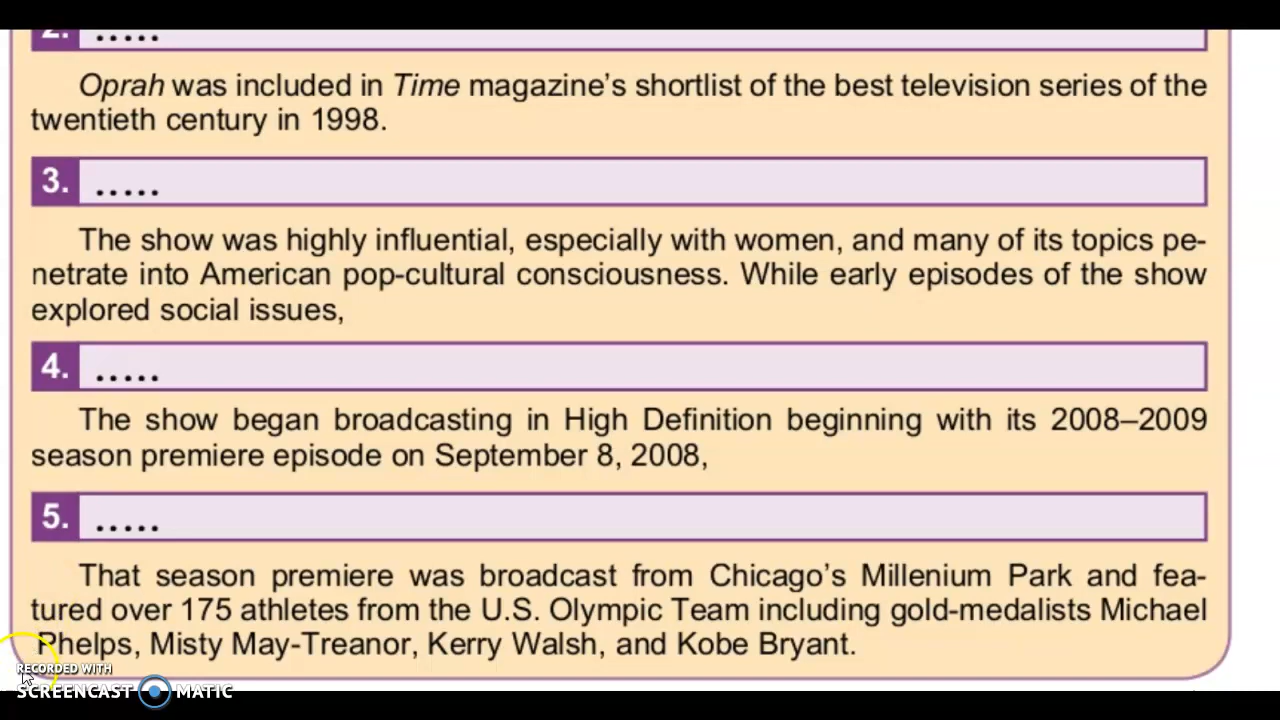 2. .....
Oprah was included in Time magazine's shortlist of the best television series of the
twentieth century in 1998.
3. .....
The show was highly influential, especially with women, and many of its topics pe-
netrate into American pop-cultural consciousness. While early episodes of the show
explored social issues,
4. .....
The show began broadcasting in High Definition beginning with its 2008–2009
season premiere episode on September 8, 2008,
5. .....
That season premiere was broadcast from Chicago's Millenium Park and fea-
tured over 175 athletes from the U.S. Olympic Team including gold-medalists Michael
Phelps, Misty May-Treanor, Kerry Walsh, and Kobe Bryant.
RECORDED WITH
SCREENCAST MATIC